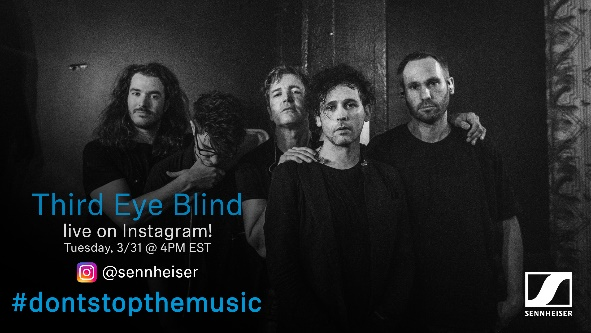 Third Eye Blind
live on Instagram!
Tuesday, 3/31 @ 4PM EST
@sennheiser
#dontstopthemusic
SENNHEISER